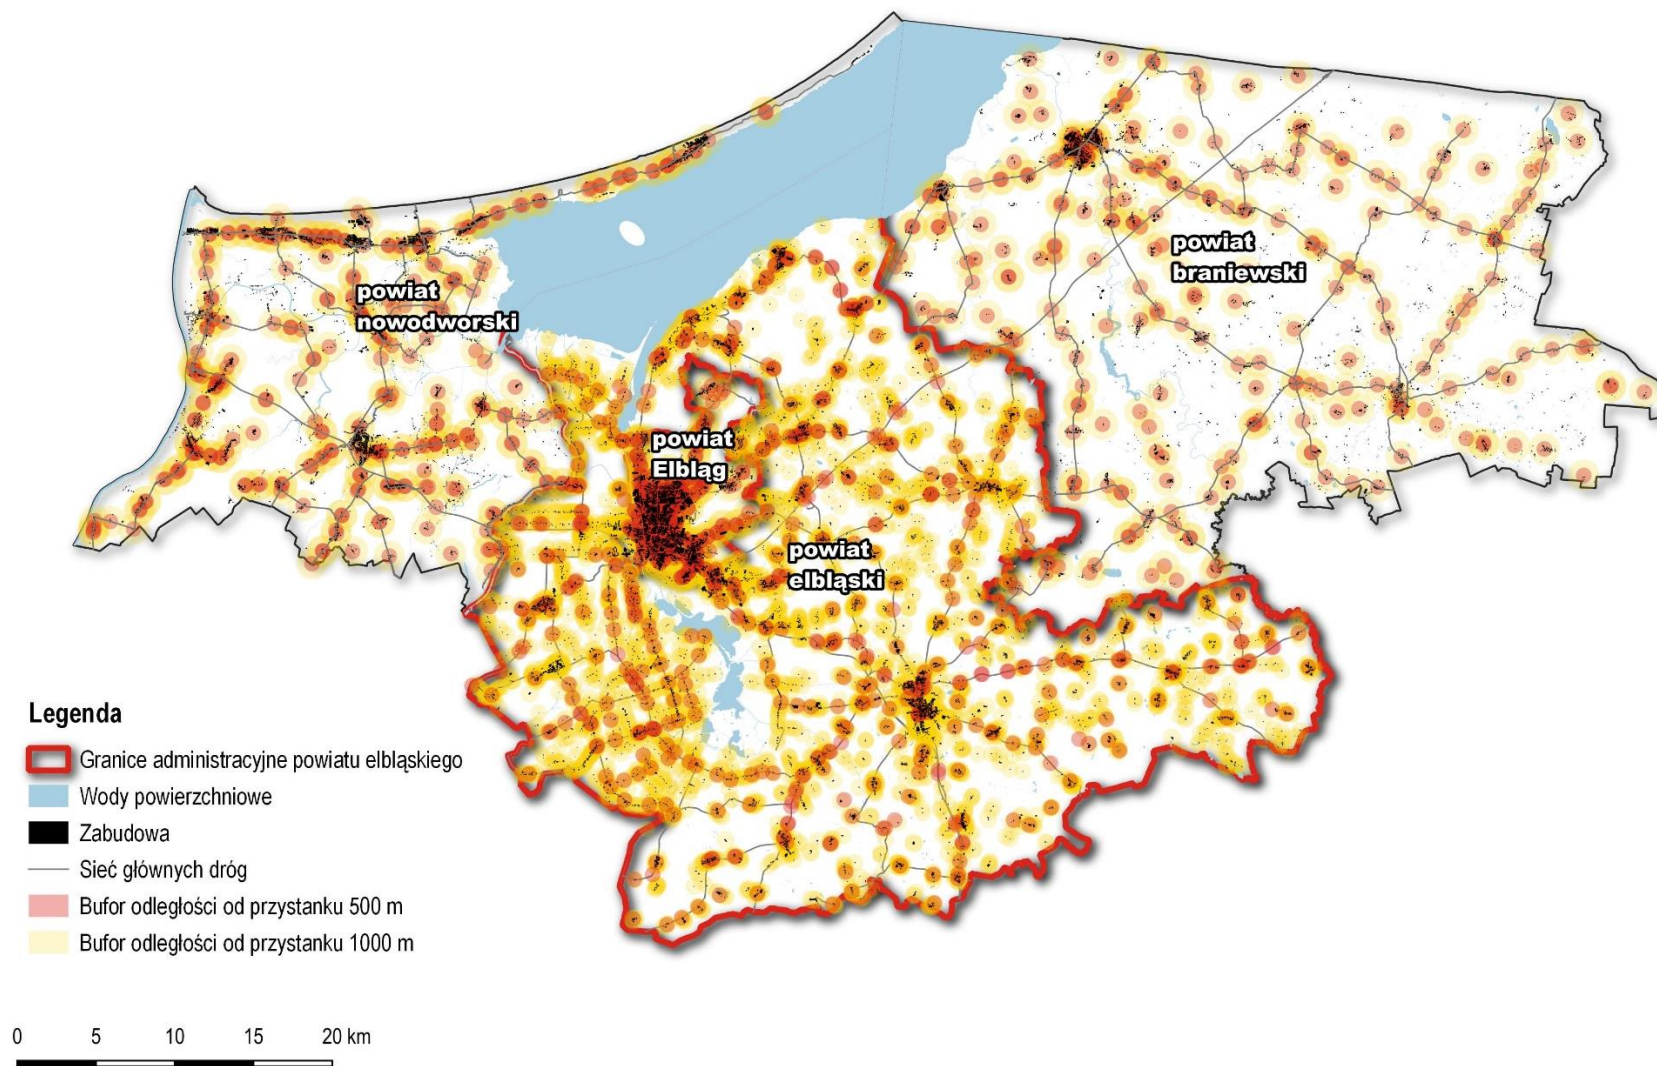 powiat
braniewski
powiat
nowodworski
powiat
Elbląg
powiat
elbląski
Legenda
Granice administracyjne powiatu elbląskiego
Wody powierzchniowe
Zabudowa
Sieć głównych dróg
Bufor odległości od przystanku 500 m
Bufor odległości od przystanku 1000 m
0 5 10 15 20 km